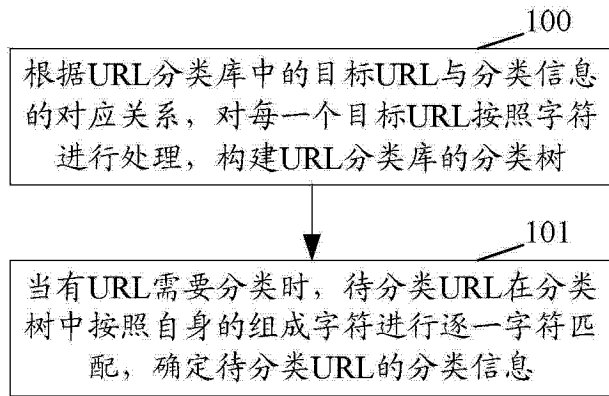 100
根据URL分类库中的目标URL与分类信息
的对应关系，对每一个目标URL按照字符
进行处理，构建URL分类库的分类树
101
当有URL需要分类时，待分类URL在分类
树中按照自身的组成字符进行逐一字符匹
配，确定待分类URL的分类信息